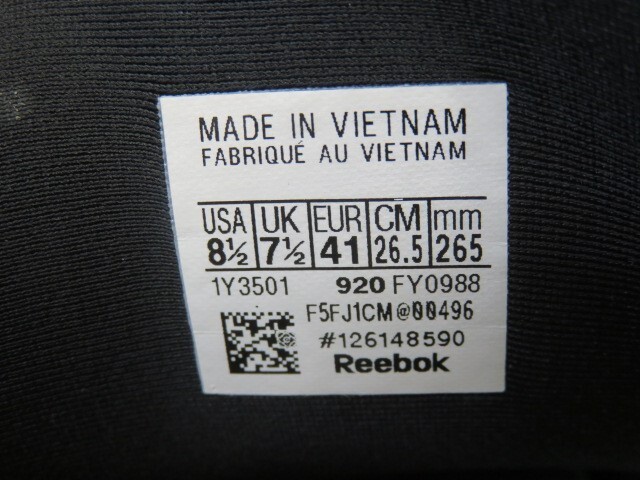 MADE IN VIETNAM
FABRIQUÉ AU VIETNAM
USA UK EUR CM mm
8½ 7½ 41 26.5 265
1Y3501 920 FY0988
F5FJ1CM@00496
#126148590
Reebok